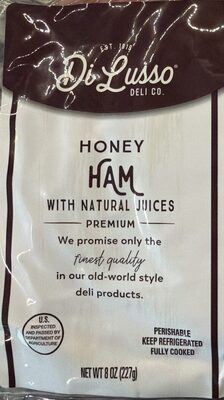 EST. 1918
Di Lusso®
DELI CO.
HONEY
HAM
WITH NATURAL JUICES
PREMIUM
We promise only the
finest quality
in our old-world style
deli products.
U.S.
INSPECTED
AND PASSED BY
DEPARTMENT OF
AGRICULTURE
PERISHABLE
KEEP REFRIGERATED
FULLY COOKED
NET WT 8 OZ (227g)